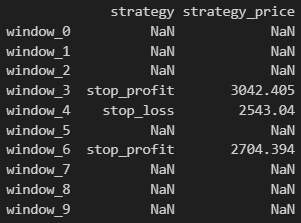 strategy strategy_price
window_0 NaN NaN
window_1 NaN NaN
window_2 NaN NaN
window_3 stop_profit 3042.405
window_4 stop_loss 2543.04
window_5 NaN NaN
window_6 stop_profit 2704.394
window_7 NaN NaN
window_8 NaN NaN
window_9 NaN NaN